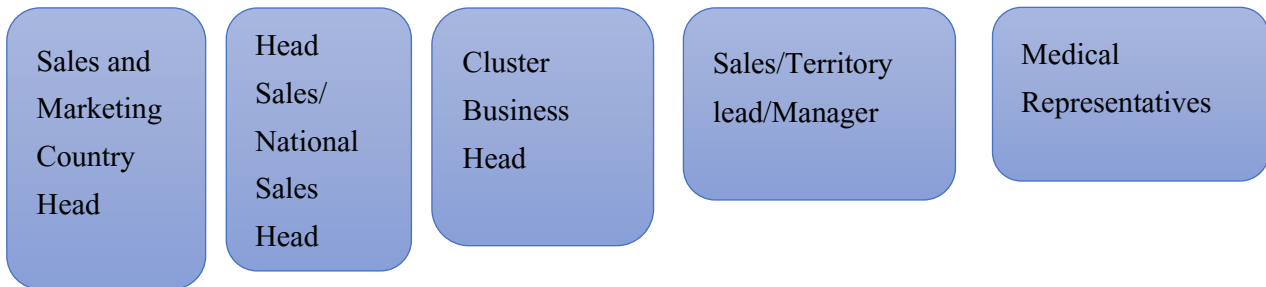 Sales and
Marketing
Country
Head
Head
Sales/
National
Sales
Head
Cluster
Business
Head
Sales/Territory
lead/Manager
Medical
Representatives